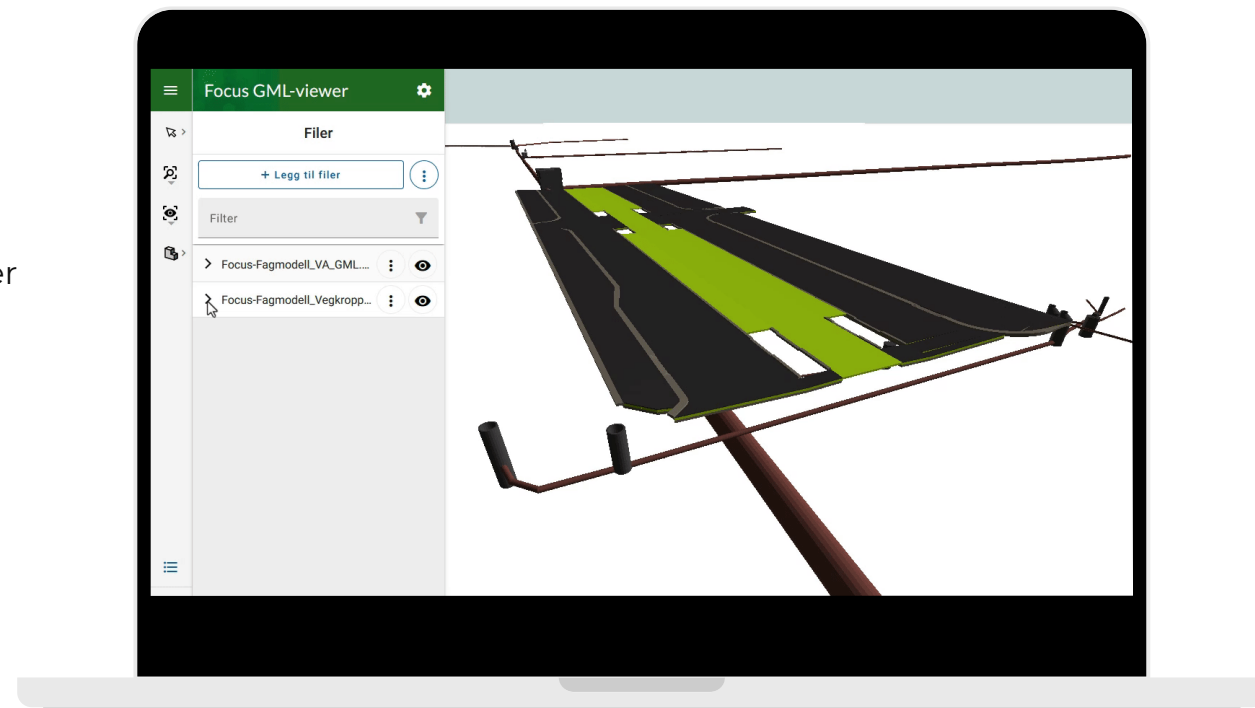 Focus GML-viewer
Filer
+ Legg til filer
Filter
Focus-Fagmodell_VA_GML....
Focus-Fagmodell_Vegkropp...
er